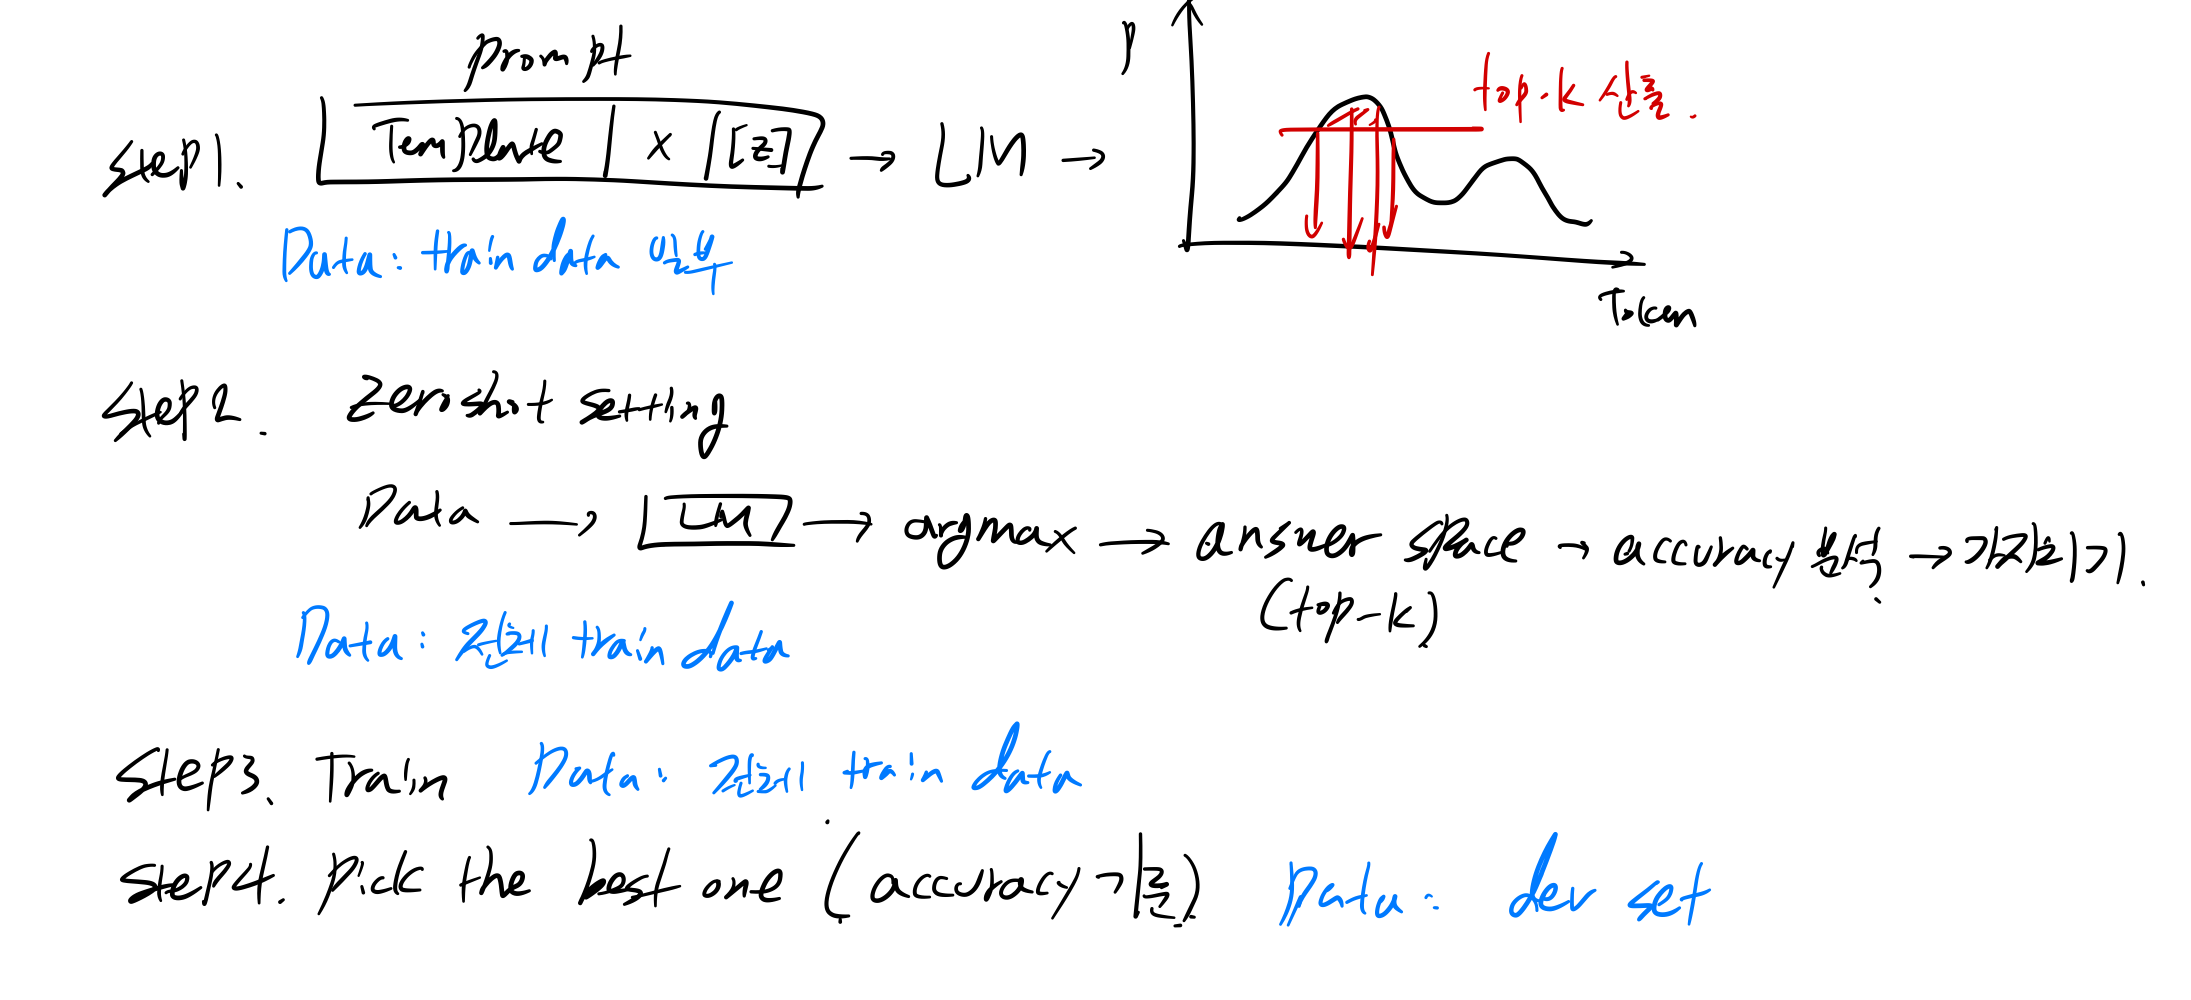 prompt
step1. Template | x | [z] → LM → P
top-k 산출.
Data: train data 일부
Token
step2. Zeroshot setting
Data → LM → argmax → answer space → accuracy 분석 → 가지치기.
(top-k)
Data: 전체 train data
step3. Train Data: 전체 train data
step4. pick the best one (accuracy 기준) Data: dev set